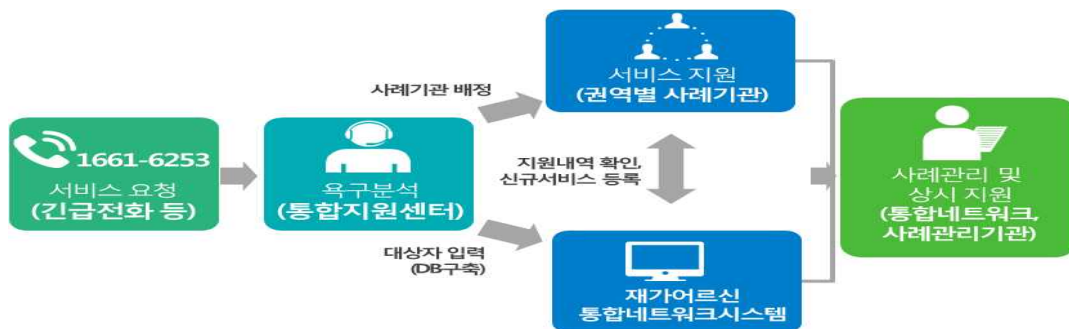 1661-6253
서비스 요청
(긴급전화 등)
욕구분석
(통합지원센터)
사례기관 배정
대상자 입력
(DB구축)
서비스 지원
(권역별 사례기관)
지원내역 확인,
신규서비스 등록
재가어르신
통합네트워크시스템
사례관리 및
상시 지원
(통합네트워크,
사례관리기관)